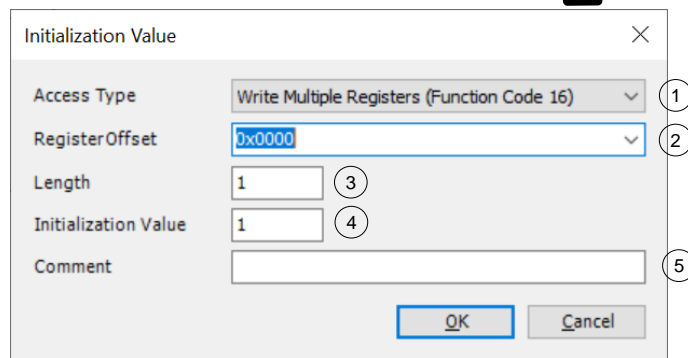 Initialization Value
Access Type Write Multiple Registers (Function Code 16) 1
RegisterOffset 0x0000 2
Length 1 3
Initialization Value 1 4
Comment 5
OK Cancel